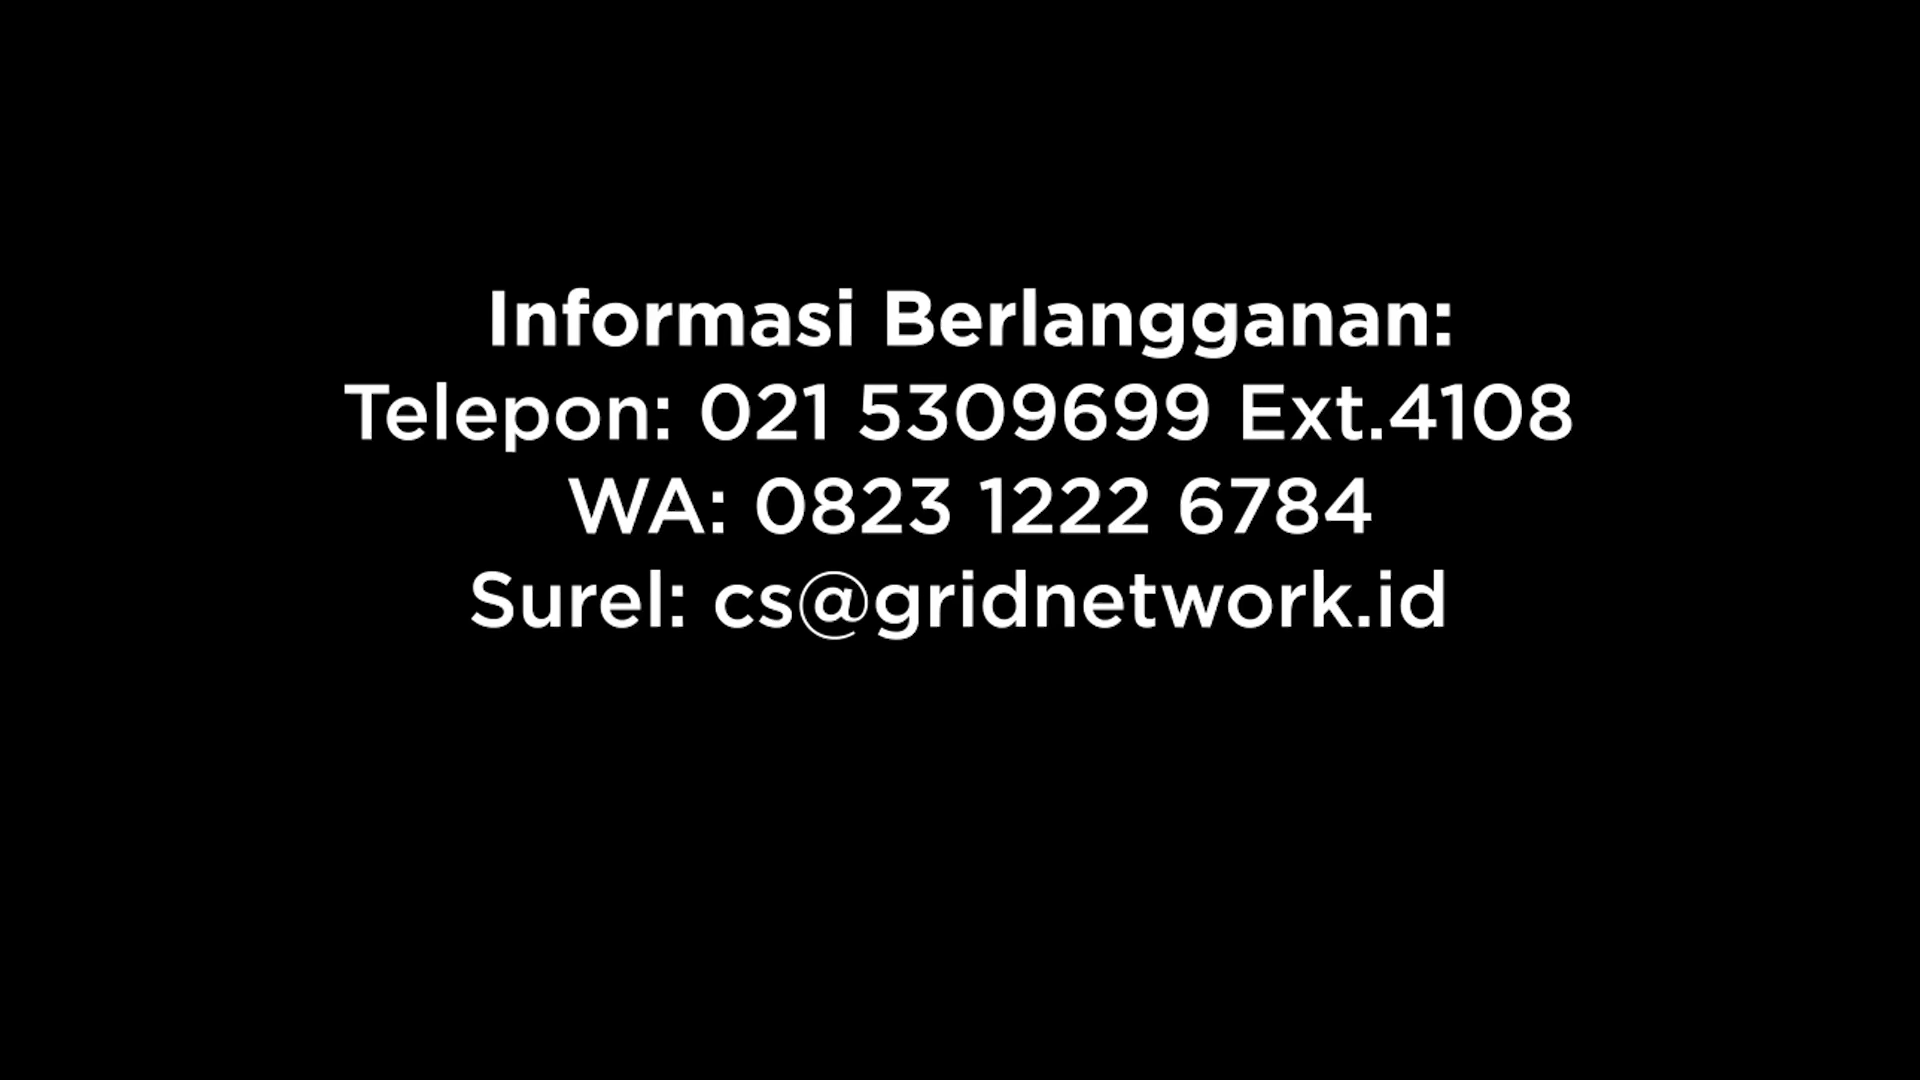 Informasi Berlangganan:
Telepon: 021 5309699 Ext.4108
WA: 0823 1222 6784
Surel: cs@gridnetwork.id